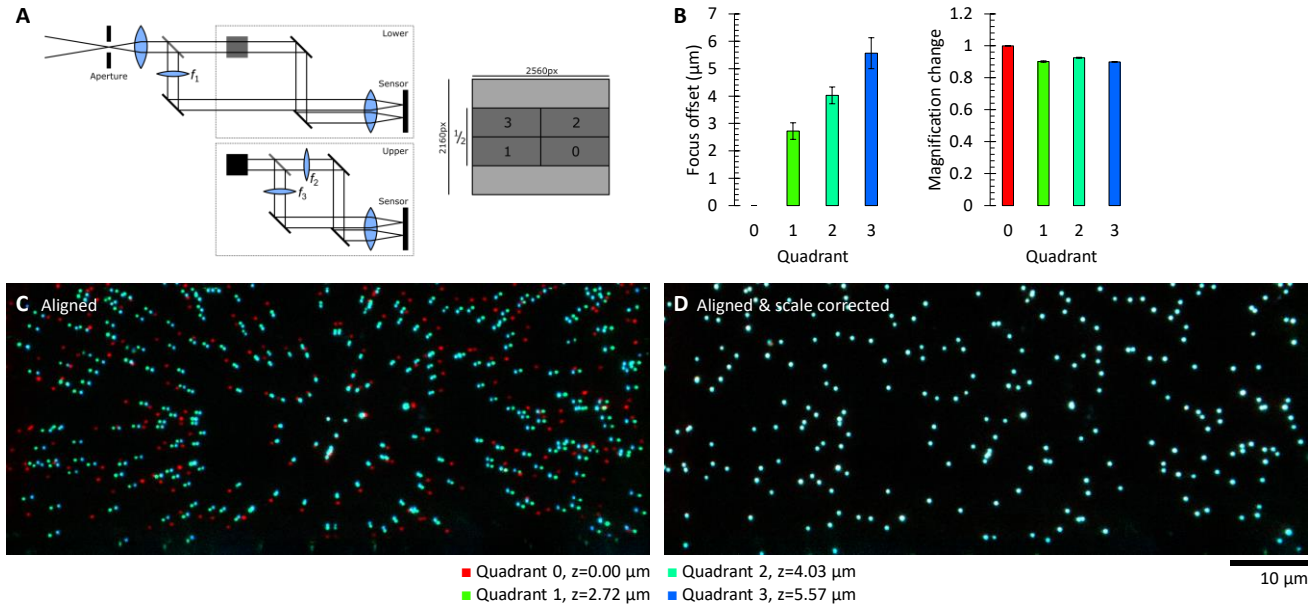 A
Lower
Aperture
f1
Sensor
Upper
f2
f3
Sensor
2560px
2160px
1/2
3 2
1 0
B
Focus offset (µm)
7
6
5
4
3
2
1
0
0 1 2 3
Quadrant
Magnification change
1.2
1
0.8
0.6
0.4
0.2
0
0 1 2 3
Quadrant
C Aligned
D Aligned & scale corrected
Quadrant 0, z=0.00 µm
Quadrant 1, z=2.72 µm
Quadrant 2, z=4.03 µm
Quadrant 3, z=5.57 µm
10 µm